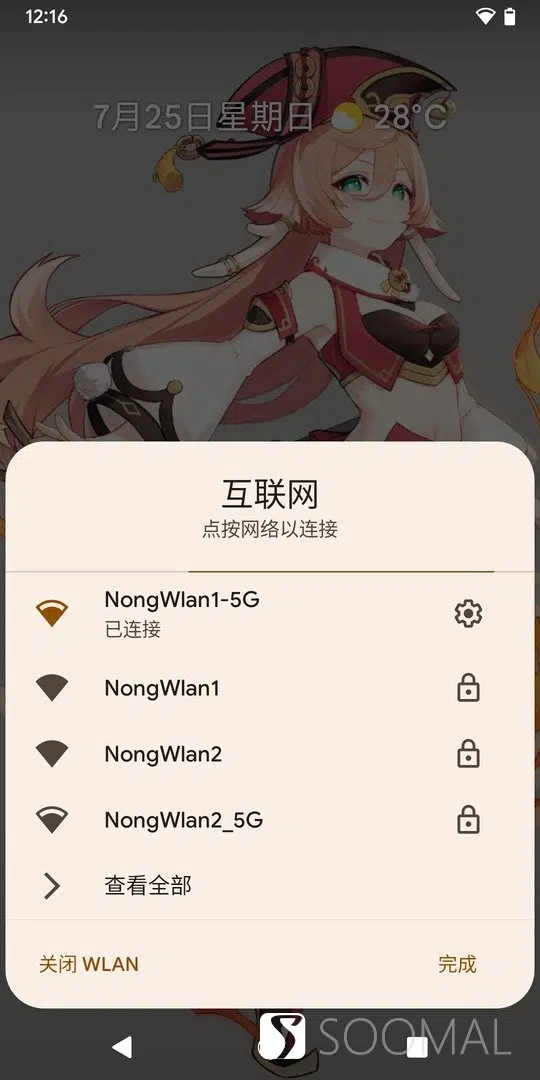 12:16
7月25日星期日 28°C
互联网
点按网络以连接
NongWlan1-5G
已连接
NongWlan1
NongWlan2
NongWlan2_5G
查看全部
关闭 WLAN 完成
SOOMAL